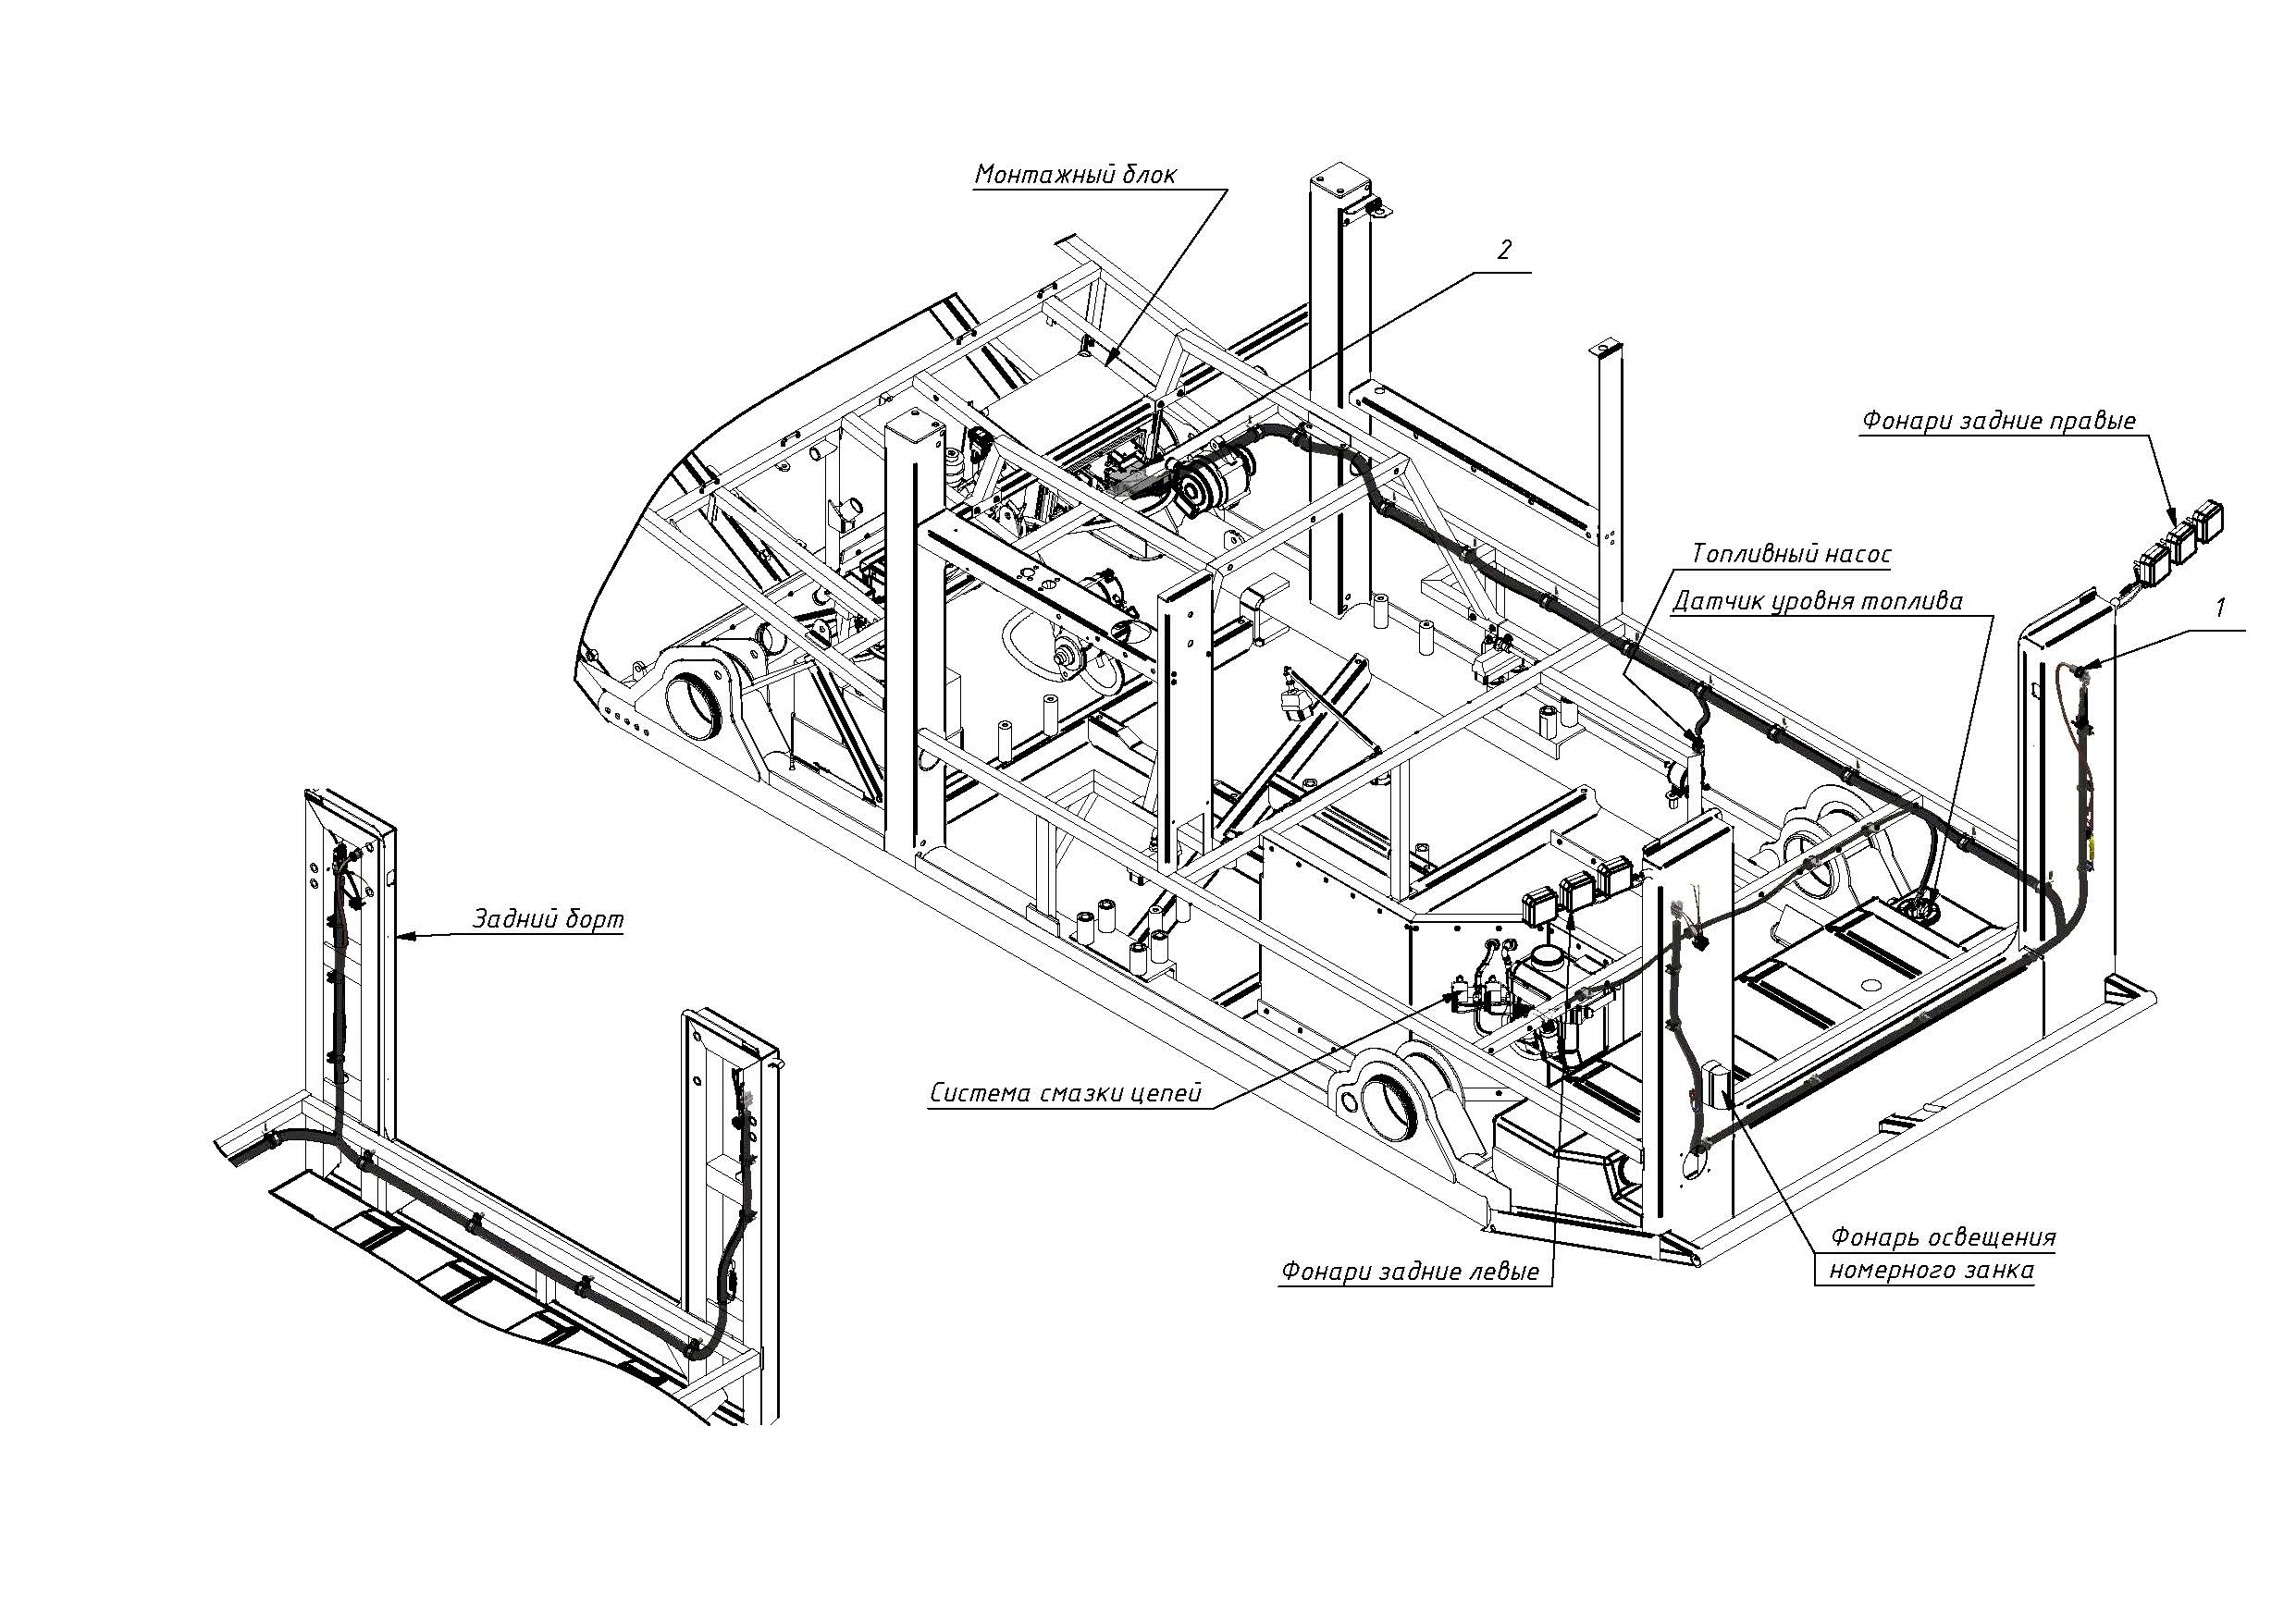 Монтажный блок
2
Фонари задние правые
Топливный насос
Датчик уровня топлива
1
Задний борт
Система смазки цепей
Фонари задние левые
Фонарь освещения
номерного занка